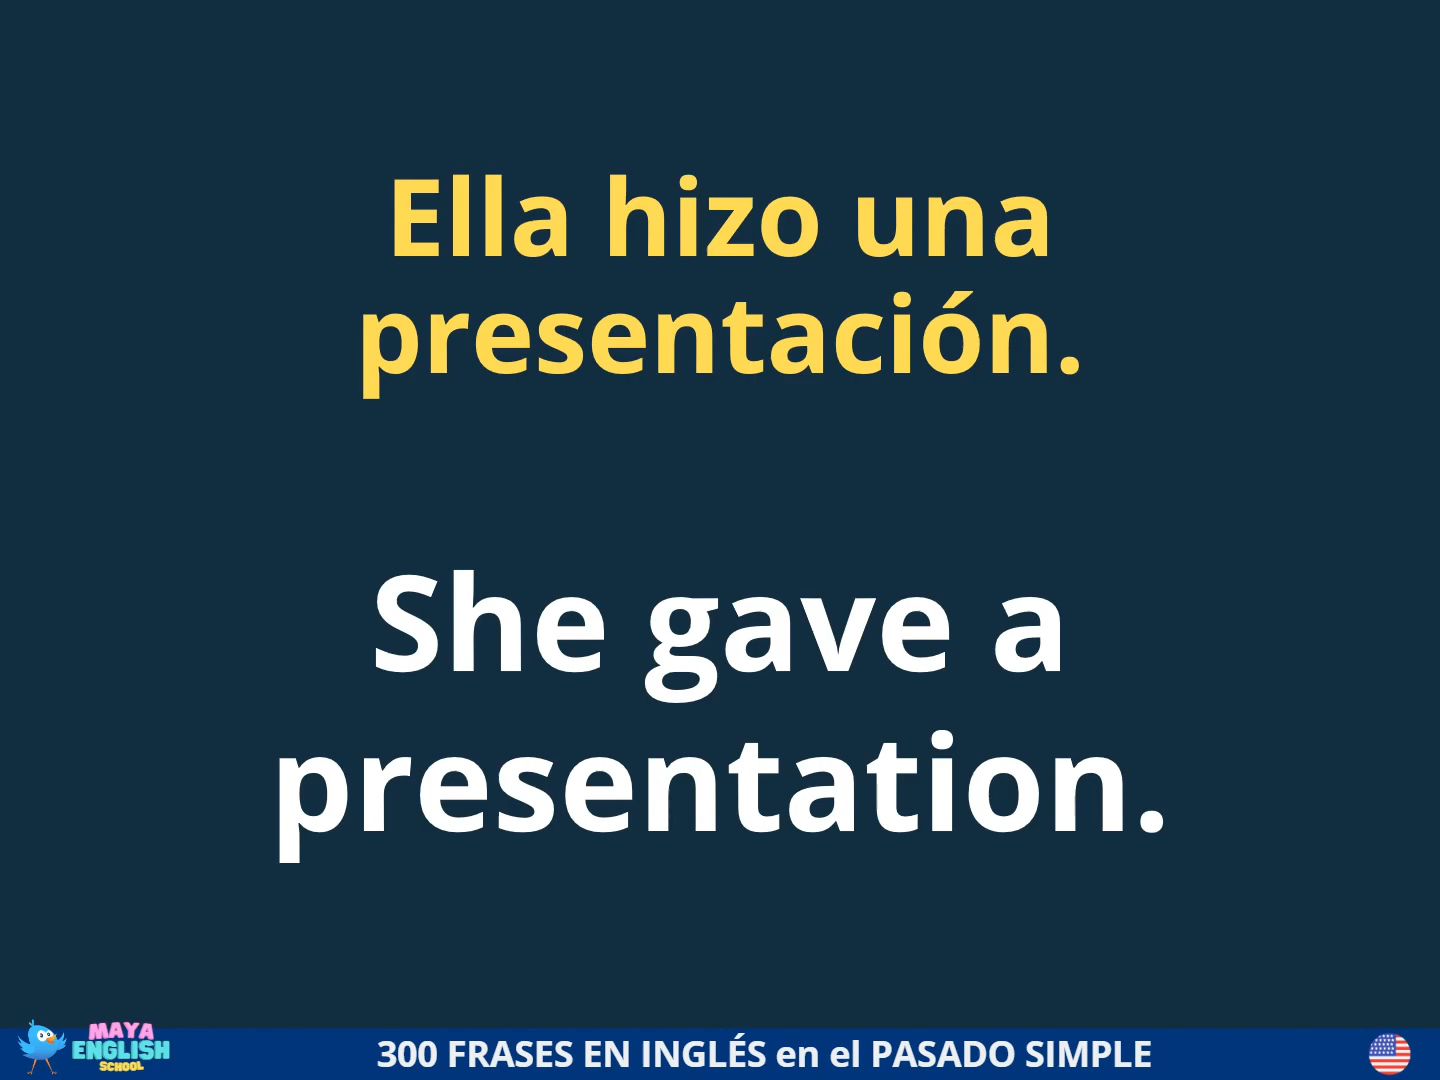 Ella hizo una
presentación.
She gave a
presentation.
MAYA
ENGLISH
SCHOOL
300 FRASES EN INGLÉS en el PASADO SIMPLE